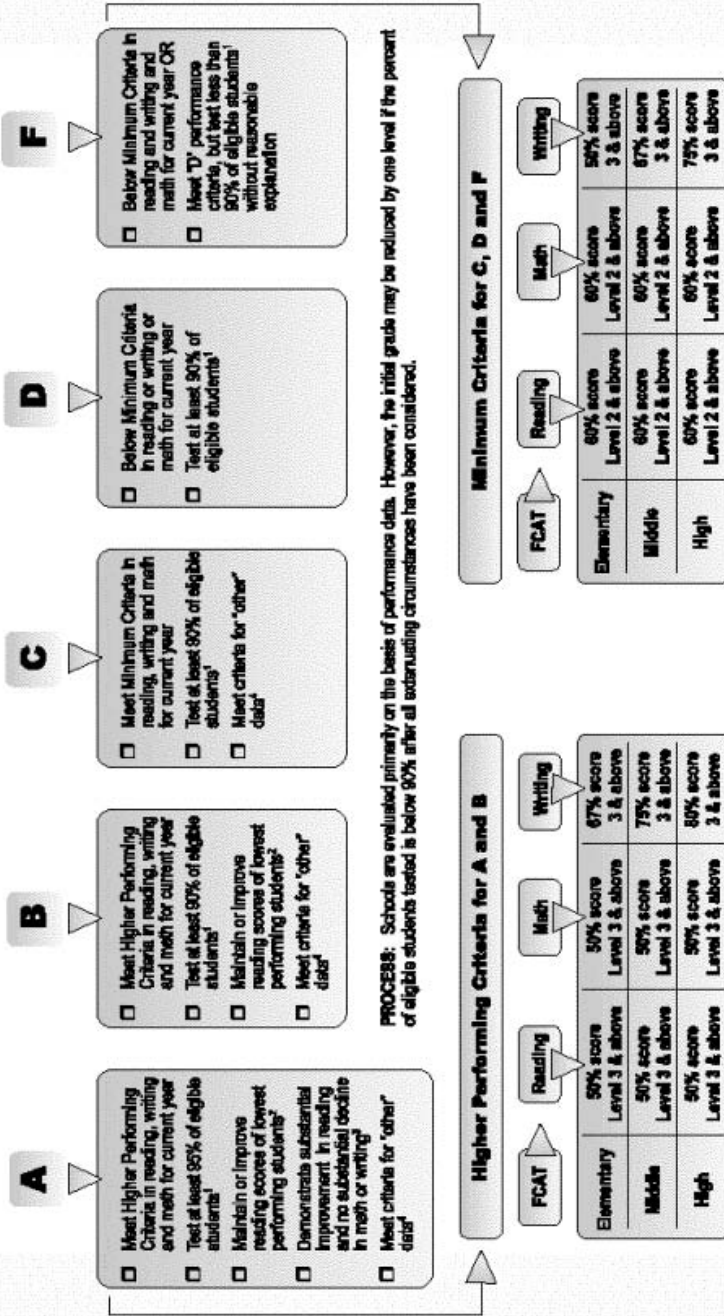 A
Meet Higher Performing
Criteria in reading, writing
and math for current year
Test at least 95% of eligible
students¹
Maintain or improve
reading scores of lowest
performing students²
Demonstrate substantial
improvement in reading
and no substantial decline
in math or writing³
Meet criteria for "other"
data⁴
B
Meet Higher Performing
Criteria in reading, writing
and math for current year
Test at least 90% of eligible
students¹
Maintain or improve
reading scores of lowest
performing students²
Meet criteria for "other"
data⁴
C
Meet Minimum Criteria in
reading, writing and math
for current year
Test at least 90% of eligible
students¹
Meet criteria for "other"
data⁴
D
Below Minimum Criteria
in reading or writing or
math for current year
Test at least 90% of
eligible students¹
F
Below Minimum Criteria in
reading and writing and
math for current year OR
Meet "D" performance
criteria, but test less than
90% of eligible students¹
without reasonable
explanation
PROCESS: Schools are evaluated primarily on the basis of performance data. However, the initial grade may be reduced by one level if the percent
of eligible students tested is below 90% after all extenuating circumstances have been considered.
Higher Performing Criteria for A and B
FCAT Reading Math Writing
Elementary 50% score 50% score 67% score
Level 3 & above Level 3 & above 3 & above
Middle 50% score 50% score 75% score
Level 3 & above Level 3 & above 3 & above
High 50% score 50% score 80% score
Level 3 & above Level 3 & above 3 & above
Minimum Criteria for C, D and F
FCAT Reading Math Writing
Elementary 60% score 60% score 50% score
Level 2 & above Level 2 & above 3 & above
Middle 60% score 60% score 67% score
Level 2 & above Level 2 & above 3 & above
High 60% score 60% score 75% score
Level 2 & above Level 2 & above 3 & above